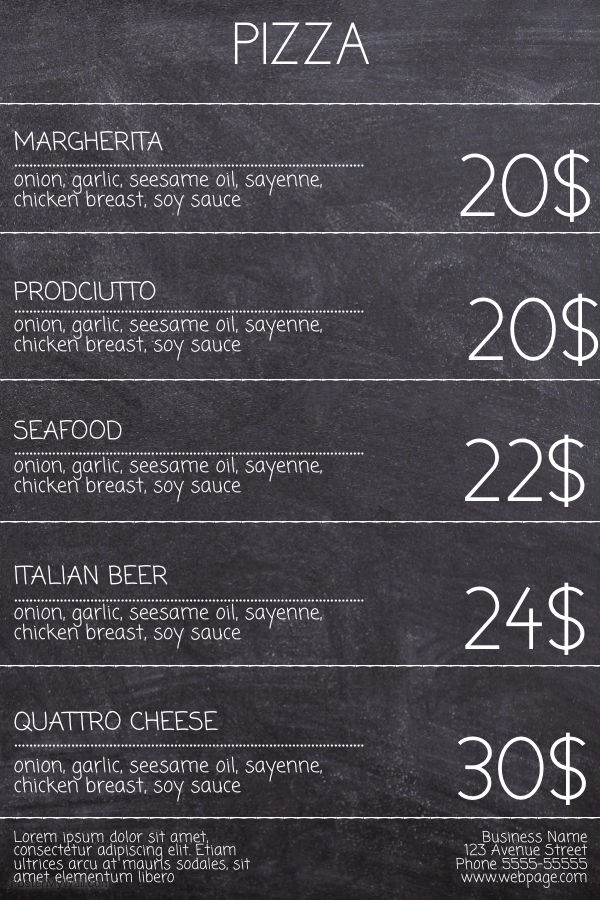 PIZZA
MARGHERITA
onion, garlic, seesame oil, sayenne,
chicken breast, soy sauce
20$
PRODCIUTTO
onion, garlic, seesame oil, sayenne,
chicken breast, soy sauce
20$
SEAFOOD
onion, garlic, seesame oil, sayenne,
chicken breast, soy sauce
22$
ITALIAN BEER
onion, garlic, seesame oil, sayenne,
chicken breast, soy sauce
24$
QUATTRO CHEESE
onion, garlic, seesame oil, sayenne,
chicken breast, soy sauce
30$
Lorem ipsum dolor sit amet,
consectetur adipiscing elit. Etiam
ultrices arcu at mauris sodales, sit
amet elementum libero
Business Name
123 Avenue Street
Phone 5555-55555
www.webpage.com